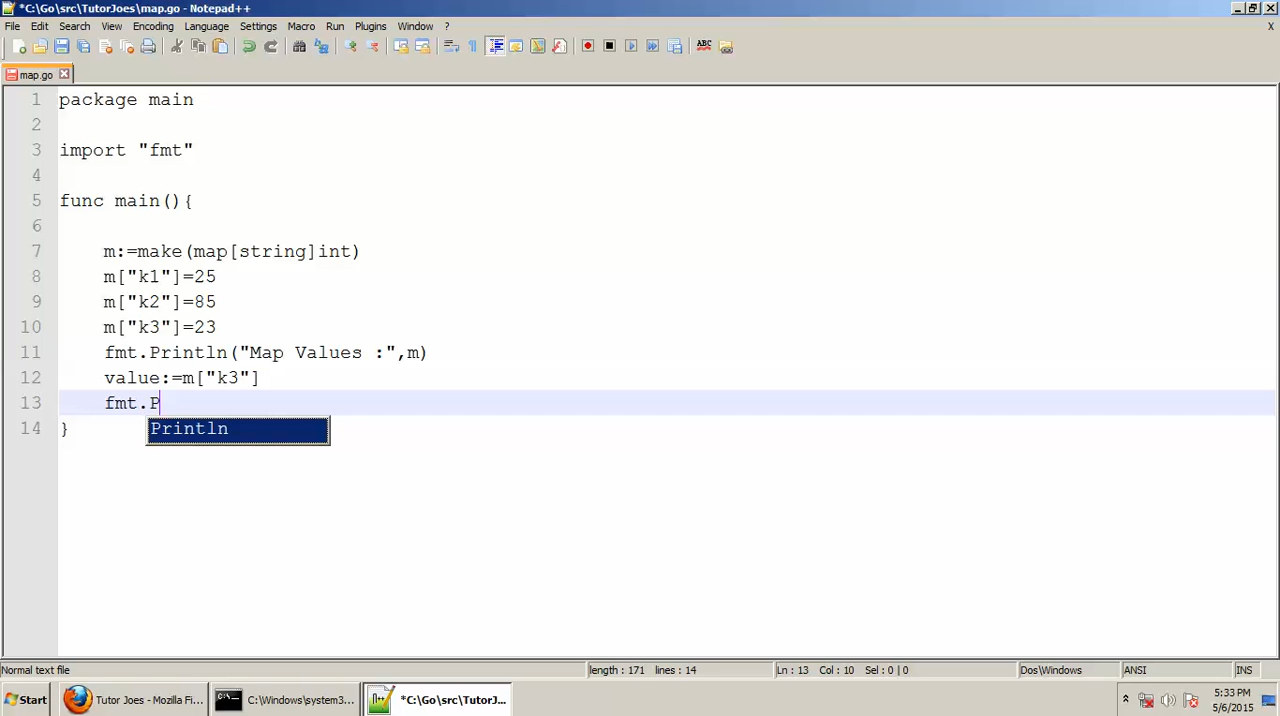 *C:\Go\src\TutorJoes\map.go - Notepad++
File Edit Search View Encoding Language Settings Macro Run Plugins Window ? X
ABC
map.go
1 package main
2
3 import "fmt"
4
5 func main(){
6
7 m:=make(map[string]int)
8 m["k1"]=25
9 m["k2"]=85
10 m["k3"]=23
11 fmt.Println("Map Values :",m)
12 value:=m["k3"]
13 fmt.P
14 }
Println
Normal text file length : 171 lines : 14 Ln : 13 Col : 10 Sel : 0 | 0 Dos\Windows ANSI INS
Start Tutor Joes - Mozilla Fi... C:\Windows\system3... *C:\Go\src\TutorJ... 5:33 PM
5/6/2015